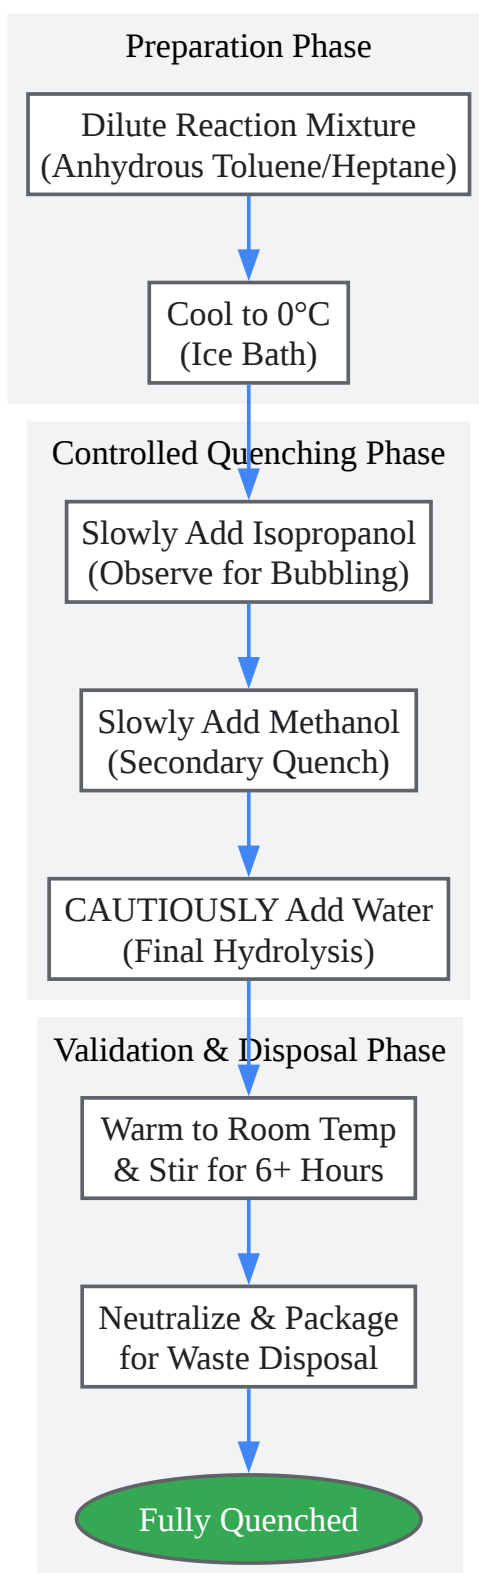 Preparation Phase
Dilute Reaction Mixture
(Anhydrous Toluene/Heptane)
Cool to 0°C
(Ice Bath)
Controlled Quenching Phase
Slowly Add Isopropanol
(Observe for Bubbling)
Slowly Add Methanol
(Secondary Quench)
CAUTIOUSLY Add Water
(Final Hydrolysis)
Validation & Disposal Phase
Warm to Room Temp
& Stir for 6+ Hours
Neutralize & Package
for Waste Disposal
Fully Quenched